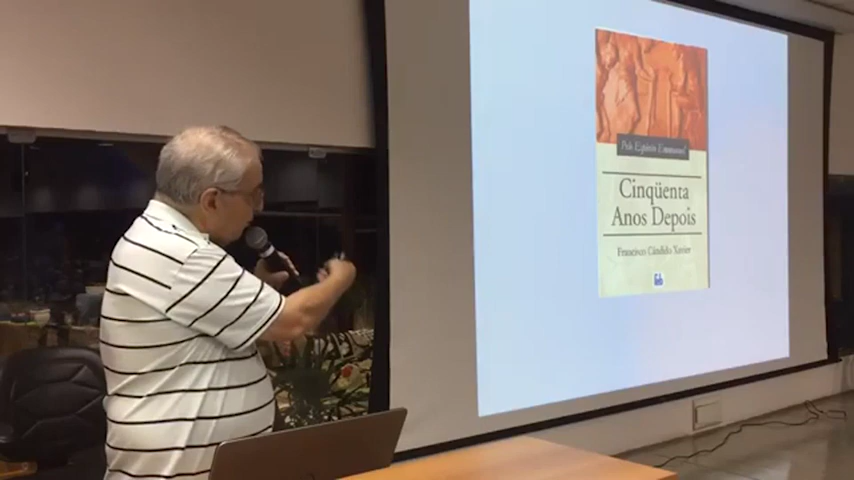 Pelo Espírito Emmanuel
Cinqüenta
Anos Depois
Francisco Cândido Xavier